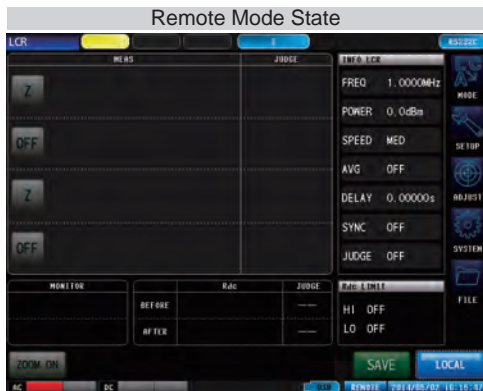 Remote Mode State
LCR
RS232C
MEAS JUDGE
INFO LCR
Z
FREQ 1.0000MHz
MODE
POWER 0.0dBm
OFF
SPEED MED
SETUP
AVG OFF
Z
DELAY 0.00000s
ADJUST
SYNC OFF
OFF
JUDGE OFF
SYSTEM
MONITOR Rdc JUDGE
Rdc LIMIT
BEFORE ----
HI OFF
FILE
AFTER ----
LO OFF
ZOOM ON
SAVE LOCAL
AC DC USB REMOTE